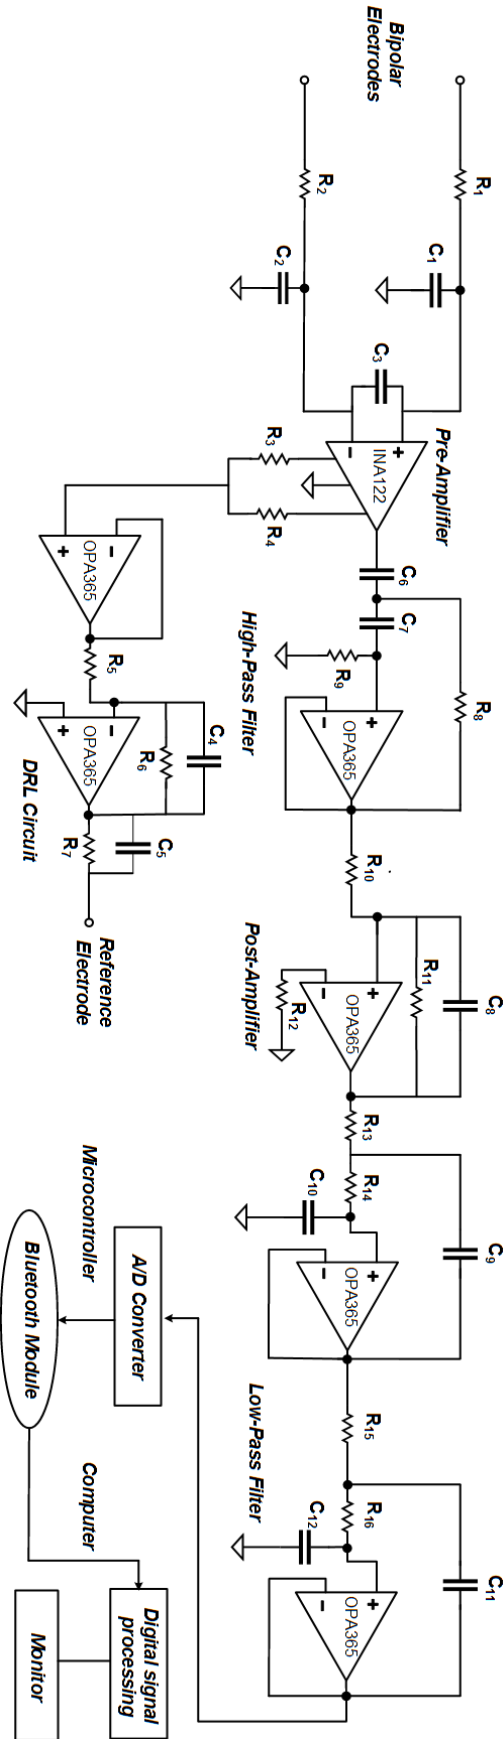 Bipolar
Electrodes
R1
R2
C1
C2
C3
Pre-Amplifier
+
−
INA122
R3
R4
C6
C7
R8
R9
High-Pass Filter
+
−
OPA365
R10
C8
R11
+
−
OPA365
R12
Post-Amplifier
R13
R14
C9
C10
+
−
OPA365
R15
R16
C11
C12
+
−
OPA365
Low-Pass Filter
−
+
OPA365
R5
C4
R6
−
+
OPA365
DRL Circuit
C5
R7
Reference
Electrode
Microcontroller
A/D Converter
Bluetooth Module
Computer
Digital signal
processing
Monitor